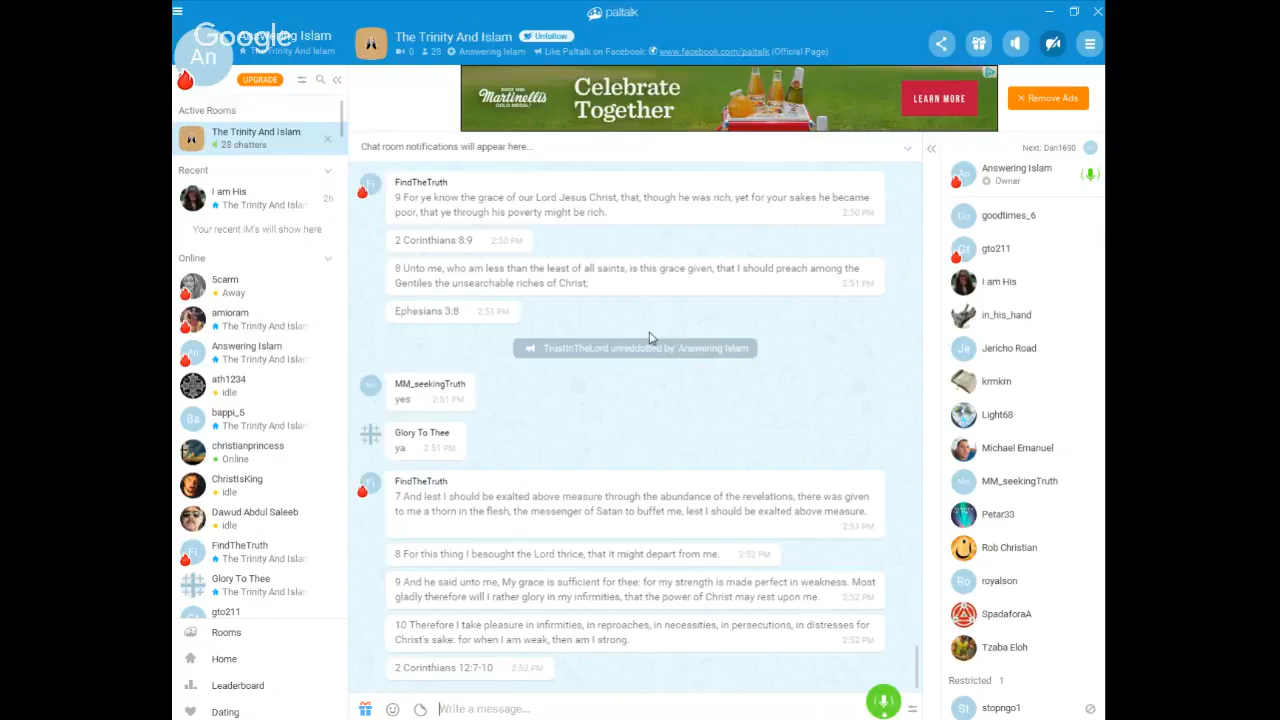 paltalk
Google
Answering Islam
The Trinity And Islam
An
The Trinity And Islam
Unfollow
0 28 Answering Islam Like Paltalk on Facebook: www.facebook.com/paltalk (Official Page)
UPGRADE
SINCE 1868
MARTINELLI'S
GOLD MEDAL
Celebrate
Together
LEARN MORE
Remove Ads
Active Rooms
The Trinity And Islam
28 chatters
Recent
I am His
The Trinity And Islan
2h
Your recent IM's will show here
Online
5carm
Away
amioram
The Trinity And Islan
Answering Islam
The Trinity And Islan
ath1234
idle
bappi_5
The Trinity And Islan
christianprincess
Online
ChristIsKing
idle
Dawud Abdul Saleeb
idle
FindTheTruth
The Trinity And Islan
Glory To Thee
The Trinity And Islan
gto211
Rooms
Home
Leaderboard
Dating
Chat room notifications will appear here...
FindTheTruth
9 For ye know the grace of our Lord Jesus Christ, that, though he was rich, yet for your sakes he became
poor, that ye through his poverty might be rich.
2:50 PM
2 Corinthians 8:9 2:50 PM
8 Unto me, who am less than the least of all saints, is this grace given, that I should preach among the
Gentiles the unsearchable riches of Christ;
2:51 PM
Ephesians 3:8 2:51 PM
TrustInTheLord unreddotted by: Answering Islam
MM_seekingTruth
yes 2:51 PM
Glory To Thee
ya 2:51 PM
FindTheTruth
7 And lest I should be exalted above measure through the abundance of the revelations, there was given
to me a thorn in the flesh, the messenger of Satan to buffet me, lest I should be exalted above measure.
2:51 PM
8 For this thing I besought the Lord thrice, that it might depart from me. 2:52 PM
9 And he said unto me, My grace is sufficient for thee: for my strength is made perfect in weakness. Most
gladly therefore will I rather glory in my infirmities, that the power of Christ may rest upon me.
2:52 PM
10 Therefore I take pleasure in infirmities, in reproaches, in necessities, in persecutions, in distresses for
Christ's sake: for when I am weak, then am I strong.
2:52 PM
2 Corinthians 12:7-10 2:52 PM
Write a message...
Next: Dan1690
Answering Islam
Owner
goodtimes_6
gto211
I am His
in_his_hand
Jericho Road
krmkrn
Light68
Michael Emanuel
MM_seekingTruth
Petar33
Rob Christian
royalson
SpadaforaA
Tzaba Eloh
Restricted 1
stopngo1